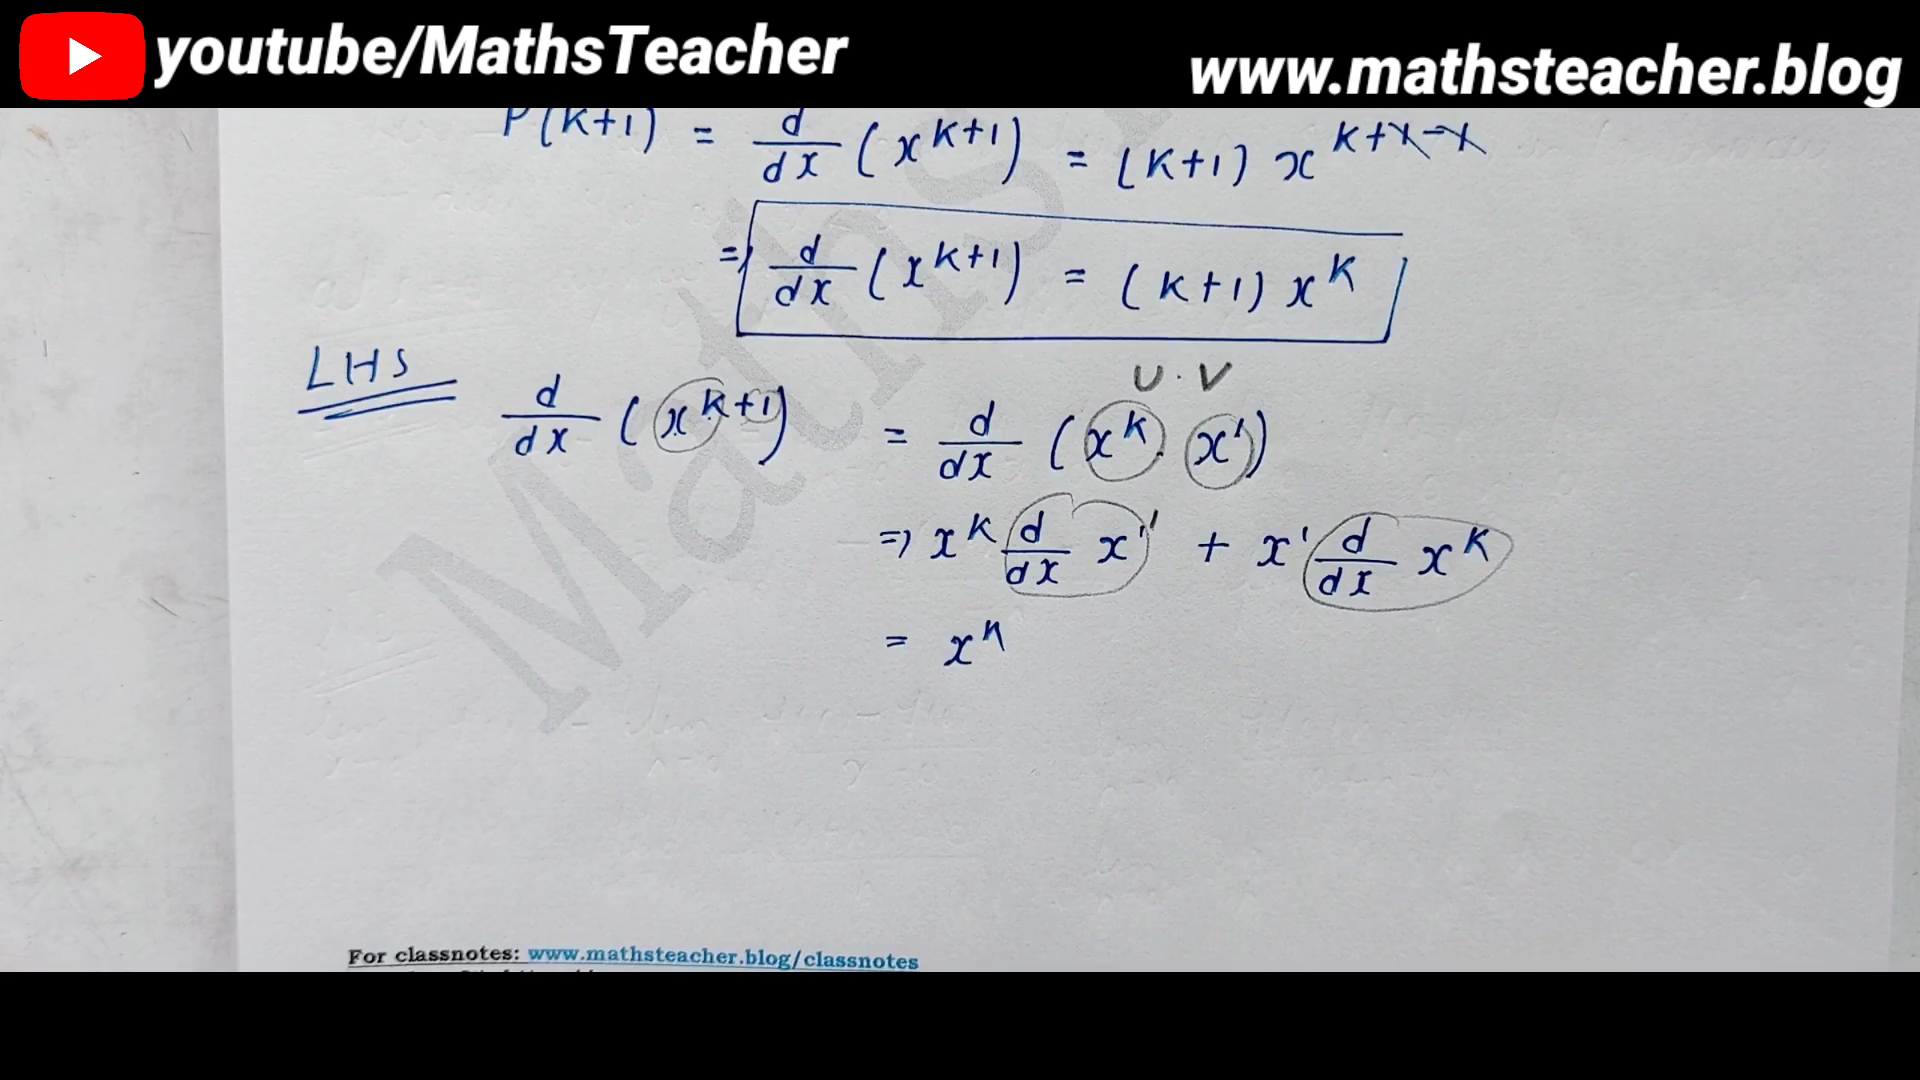 youtube/MathsTeacher
www.mathsteacher.blog
P(K+1) = d/dx (x^K+1) = (K+1) x^K+1-1
=> d/dx (x^K+1) = (K+1) x^K
LHS
U . V
d/dx (x^K+1) = d/dx (x^K . x^1)
=> x^K d/dx x^1 + x^1 d/dx x^K
= x^K
Maths
For classnotes: www.mathsteacher.blog/classnotes